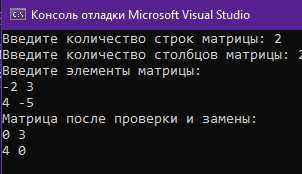 Консоль отладки Microsoft Visual Studio
Введите количество строк матрицы: 2
Введите количество столбцов матрицы: 2
Введите элементы матрицы:
-2 3
4 -5
Матрица после проверки и замены:
0 3
4 0